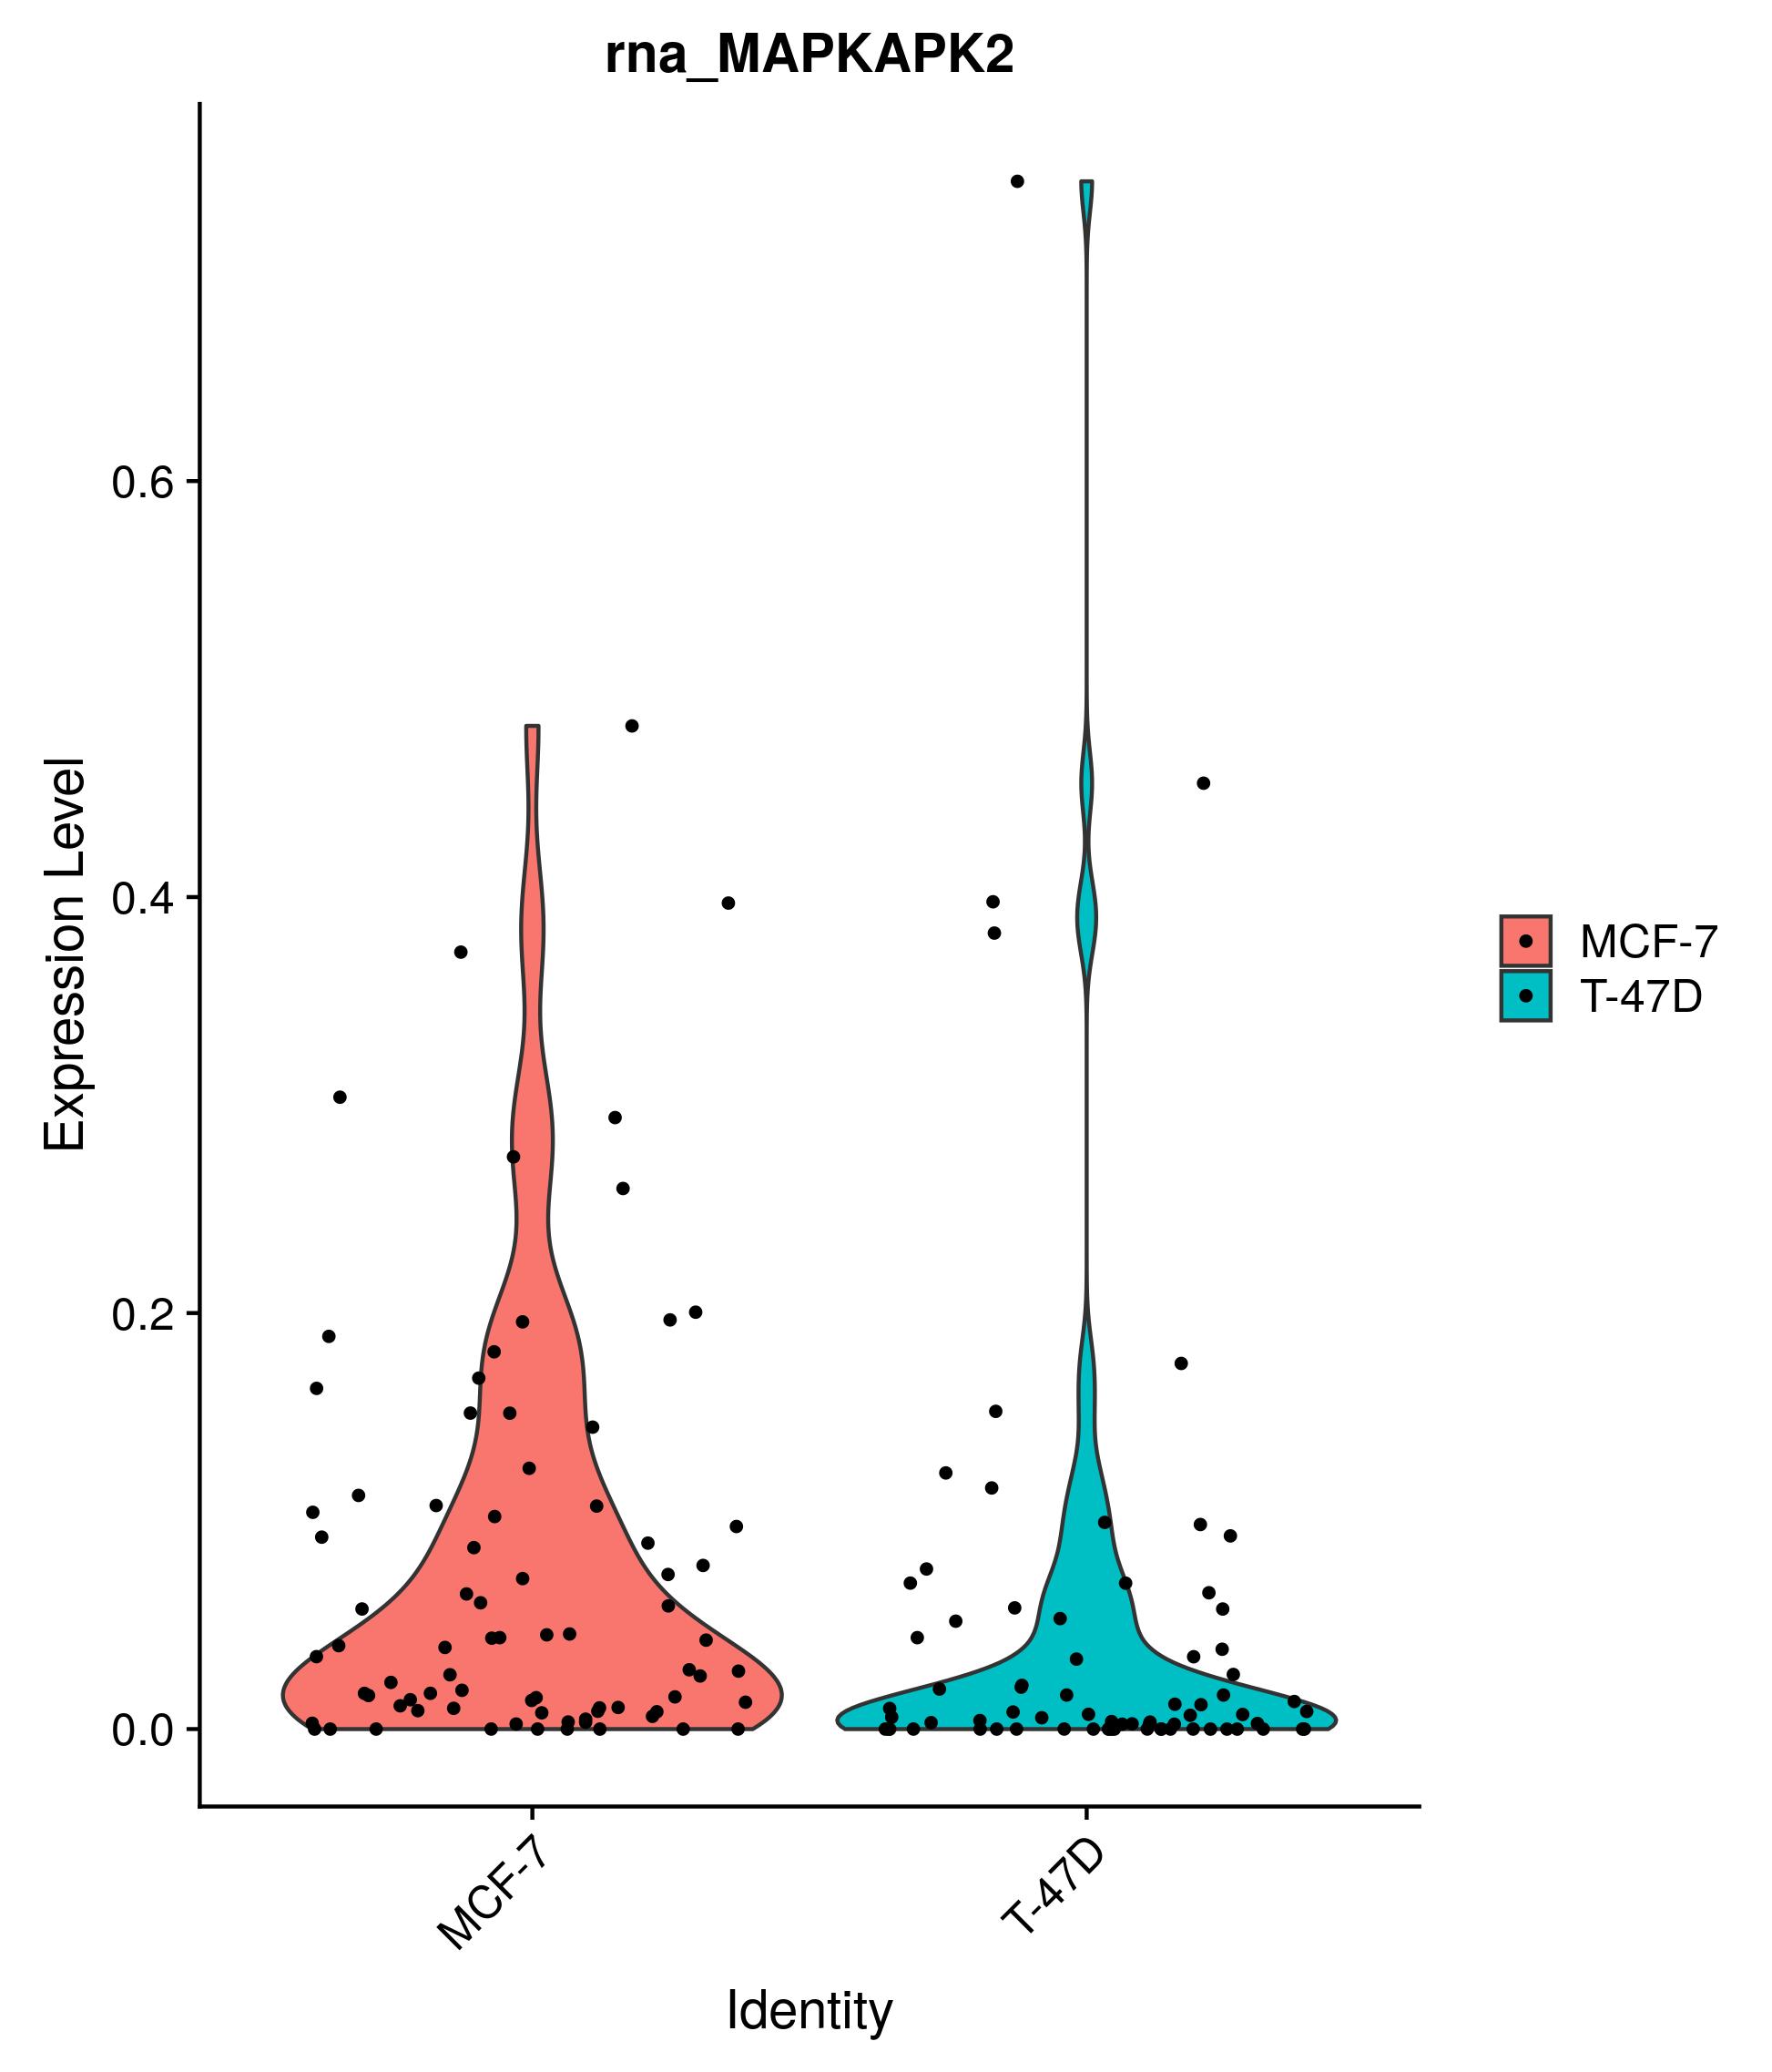 rna_MAPKAPK2
Expression Level
0.6
0.4
0.2
0.0
MCF-7
T-47D
Identity
MCF-7
T-47D